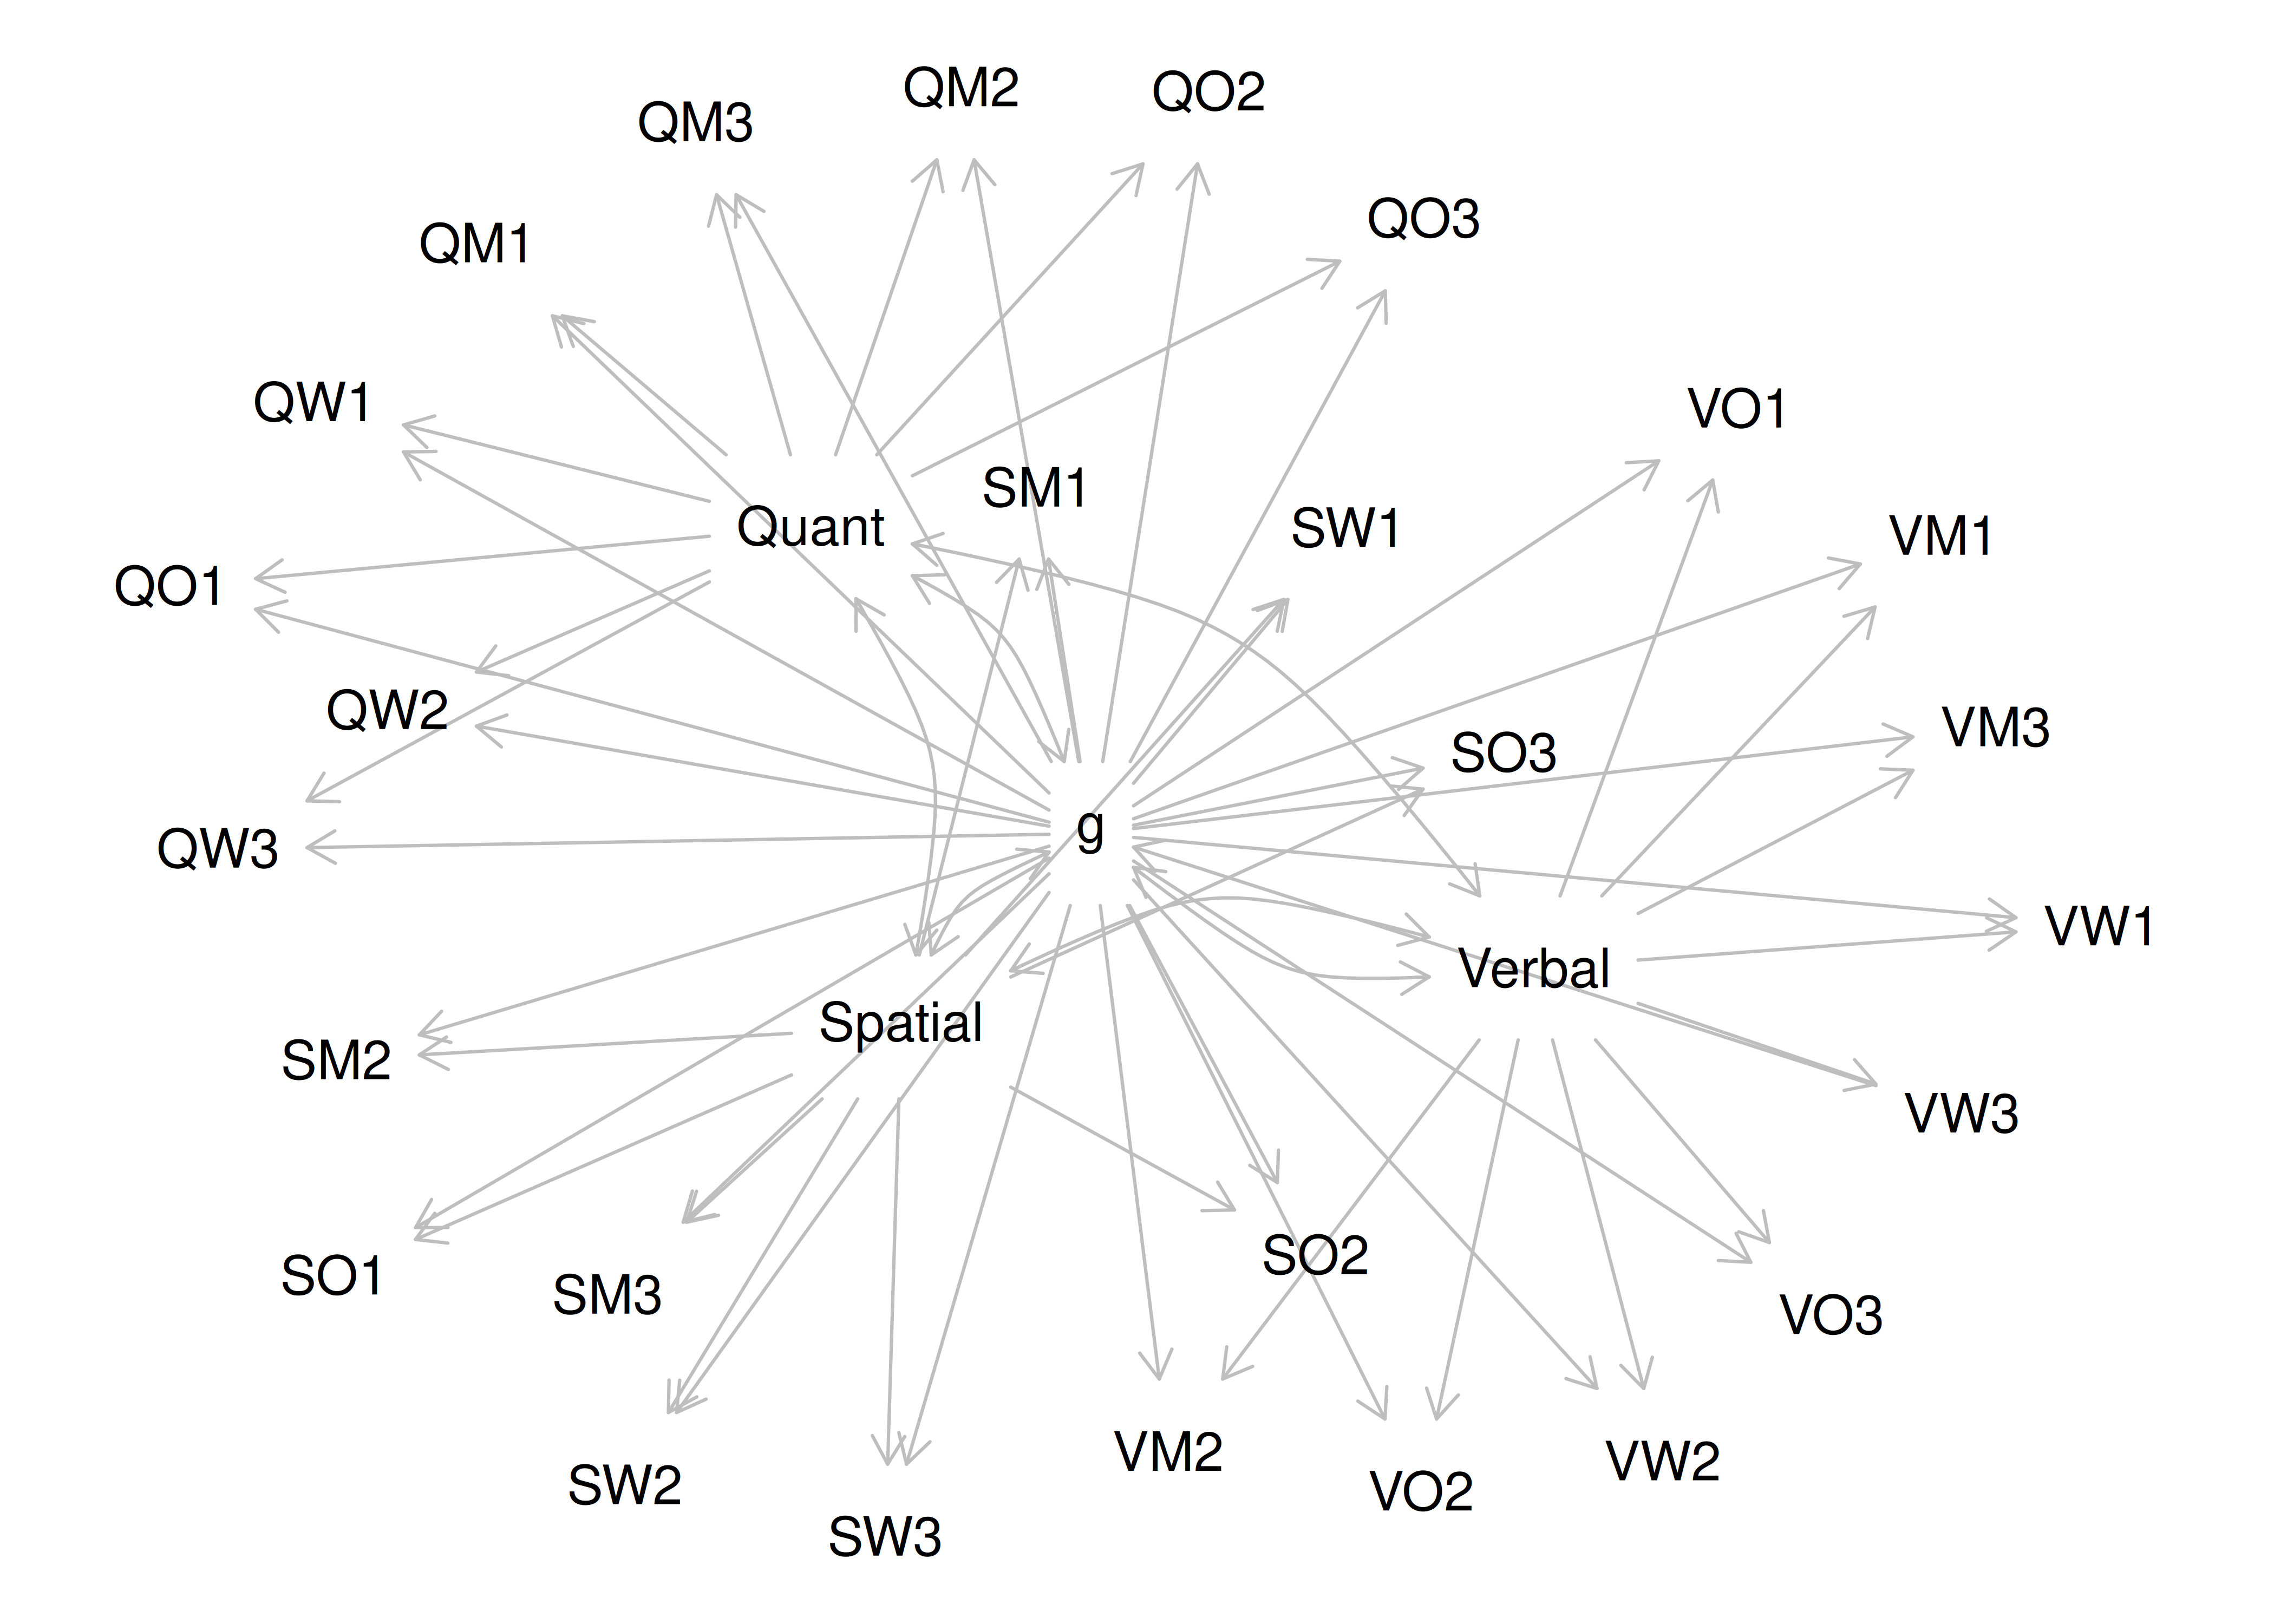 QM2
QO2
QM3
QO3
QM1
QW1
VO1
SM1
Quant
SW1
VM1
QO1
QW2
VM3
SO3
g
QW3
VW1
Verbal
Spatial
SM2
VW3
SO2
SO1
SM3
VO3
VM2
VW2
SW2
VO2
SW3